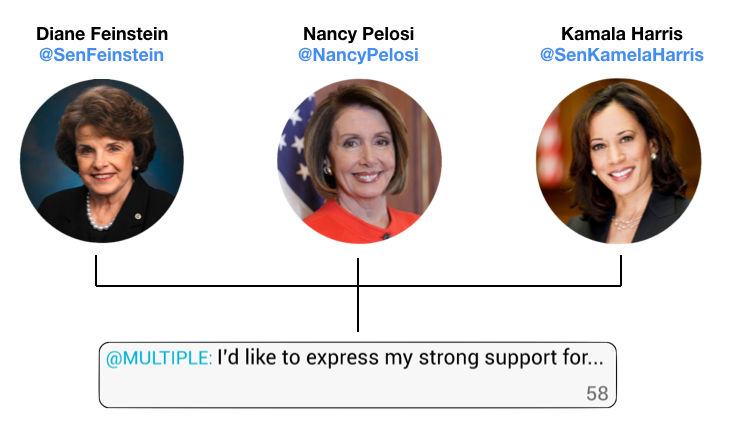 Diane Feinstein
@SenFeinstein
Nancy Pelosi
@NancyPelosi
Kamala Harris
@SenKamelaHarris
@MULTIPLE: I'd like to express my strong support for...
58